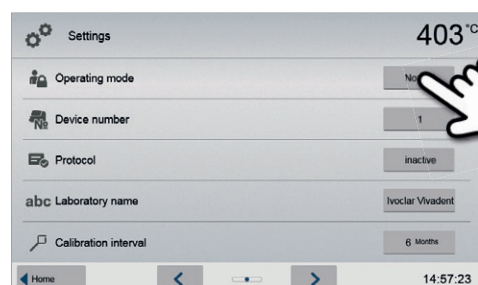 Settings 403 °C
Operating mode
Device number 1
№
Protocol inactive
abc Laboratory name Ivoclar Vivadent
Calibration interval 6 Months
Home 14:57:23